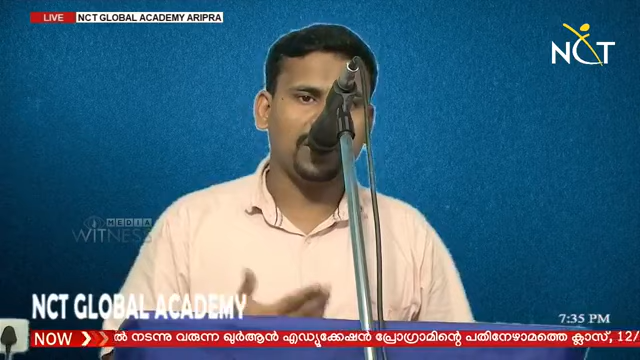 LIVE NCT GLOBAL ACADEMY ARIPRA
NCT
MEDIA
WITNESS
NCT GLOBAL ACADEMY
7:35 PM
NOW ൽ നടന്നു വരുന്ന ഖുർആൻ എഡ്യുക്കേഷൻ പ്രോഗ്രാമിന്റെ പതിനേഴാമത്തെ ക്ലാസ്, 12/